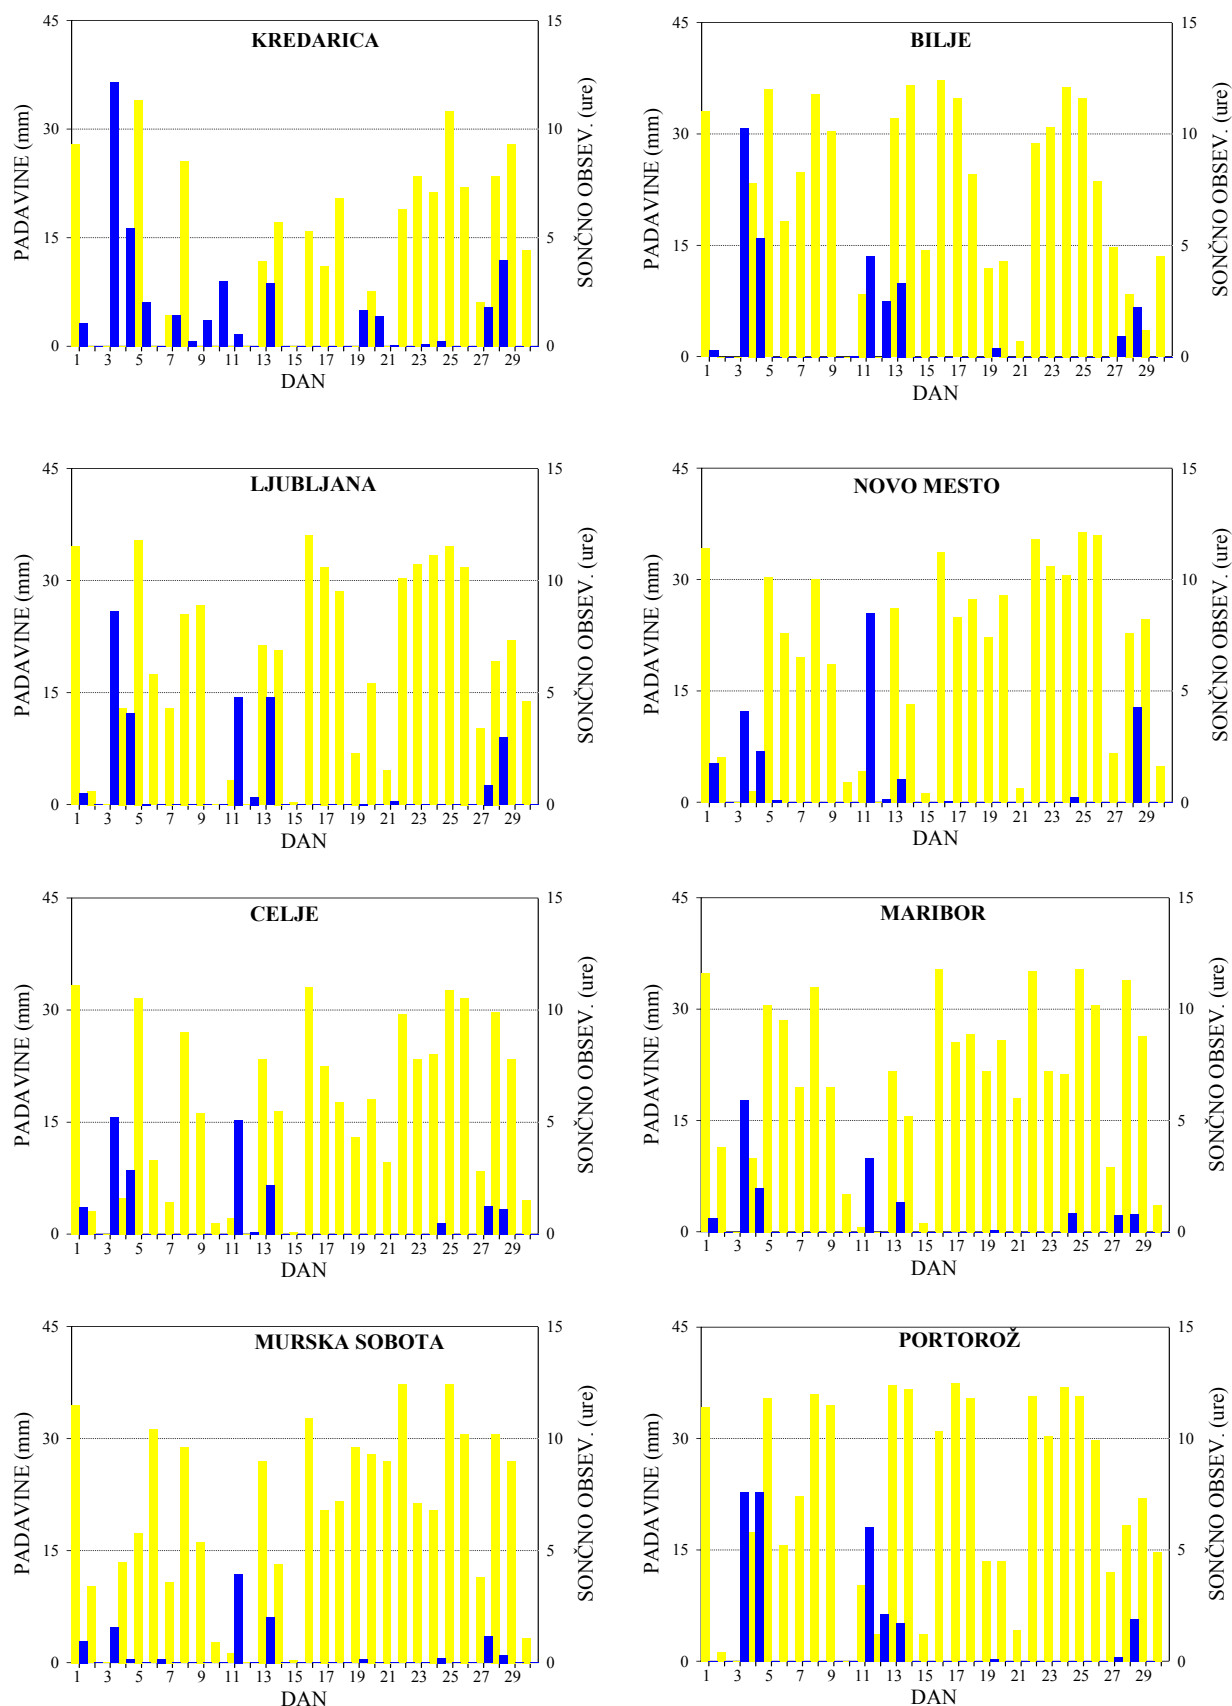 KREDARICA
PADAVINE (mm)
45
30
15
0
15
10
5
0
SONČNO OBSEV. (ure)
1 3 5 7 9 11 13 15 17 19 21 23 25 27 29
DAN
BILJE
PADAVINE (mm)
45
30
15
0
15
10
5
0
SONČNO OBSEV. (ure)
1 3 5 7 9 11 13 15 17 19 21 23 25 27 29
DAN
LJUBLJANA
PADAVINE (mm)
45
30
15
0
15
10
5
0
SONČNO OBSEV. (ure)
1 3 5 7 9 11 13 15 17 19 21 23 25 27 29
DAN
NOVO MESTO
PADAVINE (mm)
45
30
15
0
15
10
5
0
SONČNO OBSEV. (ure)
1 3 5 7 9 11 13 15 17 19 21 23 25 27 29
DAN
CELJE
PADAVINE (mm)
45
30
15
0
15
10
5
0
SONČNO OBSEV. (ure)
1 3 5 7 9 11 13 15 17 19 21 23 25 27 29
DAN
MARIBOR
PADAVINE (mm)
45
30
15
0
15
10
5
0
SONČNO OBSEV. (ure)
1 3 5 7 9 11 13 15 17 19 21 23 25 27 29
DAN
MURSKA SOBOTA
PADAVINE (mm)
45
30
15
0
15
10
5
0
SONČNO OBSEV. (ure)
1 3 5 7 9 11 13 15 17 19 21 23 25 27 29
DAN
PORTOROŽ
PADAVINE (mm)
45
30
15
0
15
10
5
0
SONČNO OBSEV. (ure)
1 3 5 7 9 11 13 15 17 19 21 23 25 27 29
DAN